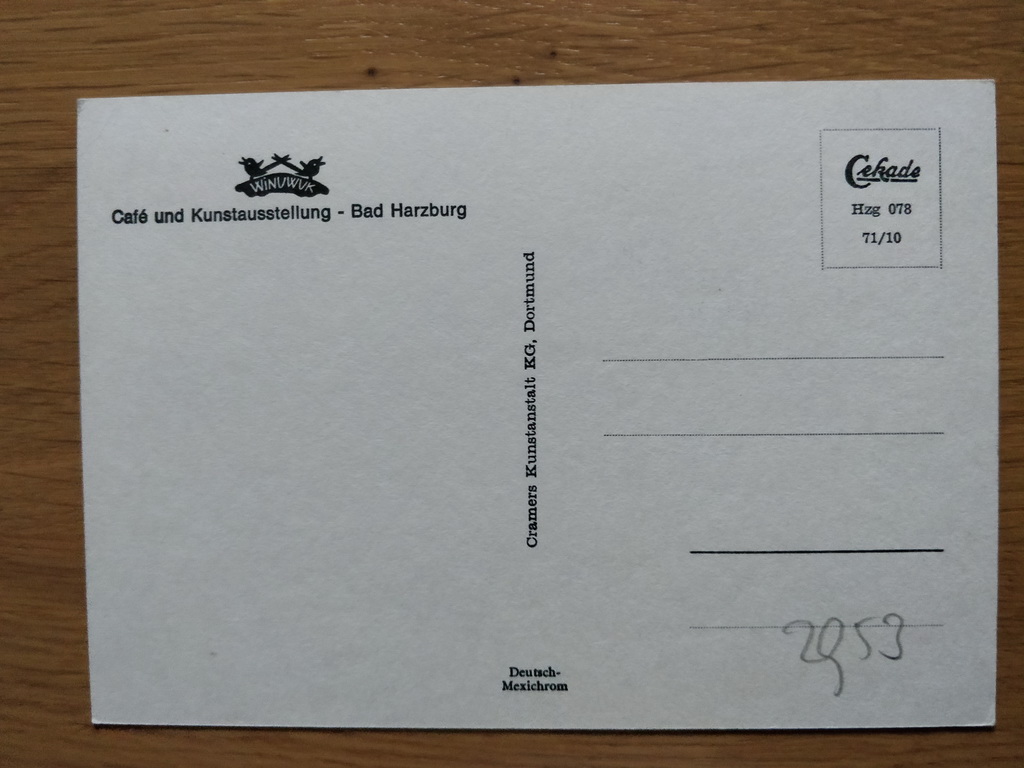 WINUWUK
Café und Kunstausstellung - Bad Harzburg
Cekade
Hzg 078
71/10
Cramers Kunstanstalt KG, Dortmund
Deutsch-
Mexichrom
2953